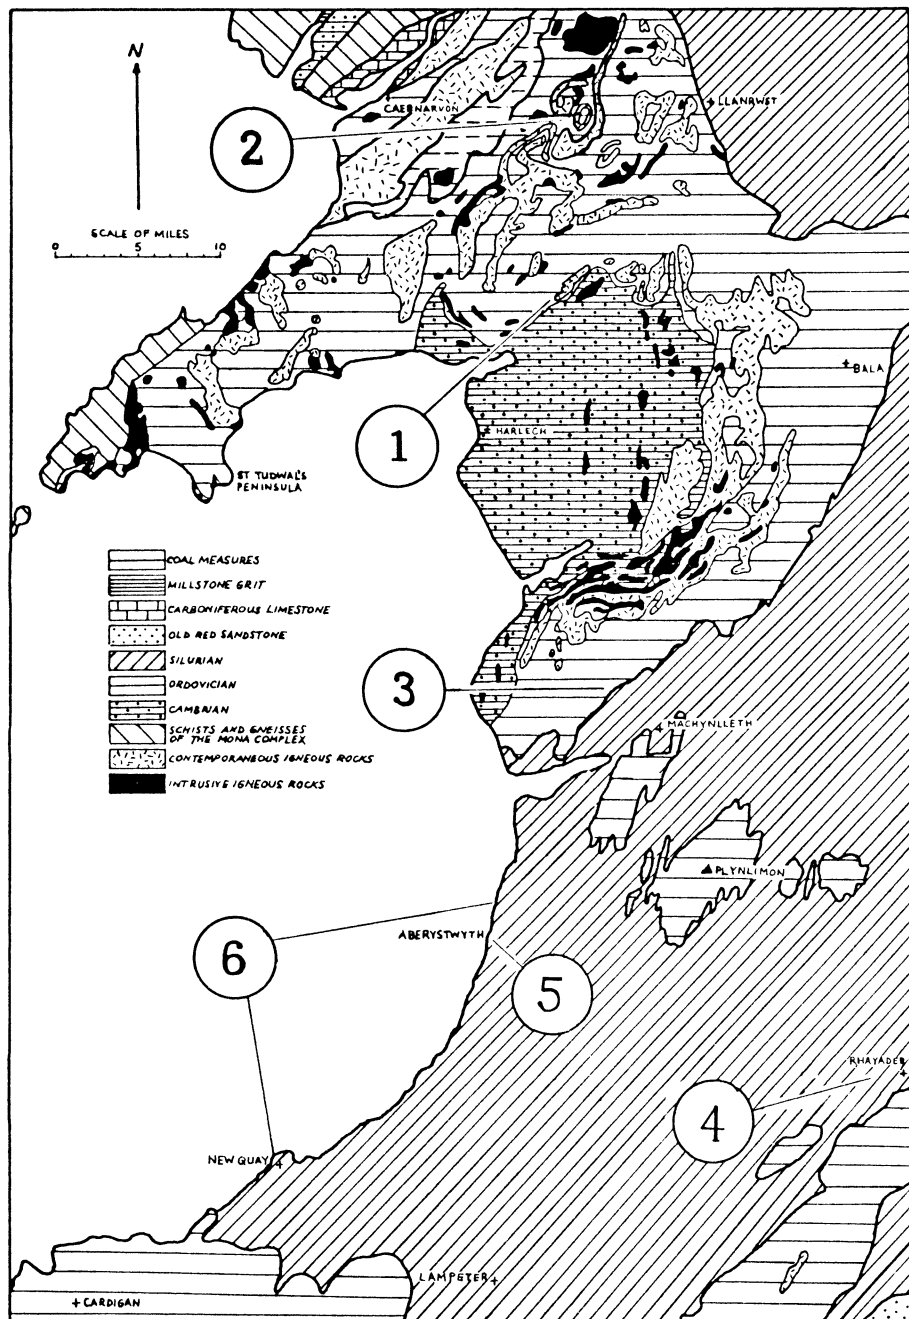 N
CAERNARVON
LLANRWST
2
SCALE OF MILES
0 5 10
BALA
1
HARLECH
ST TUDWAL'S
PENINSULA
COAL MEASURES
MILLSTONE GRIT
CARBONIFEROUS LIMESTONE
OLD RED SANDSTONE
SILURIAN
ORDOVICIAN
CAMBRIAN
SCHISTS AND GNEISSES
OF THE MONA COMPLEX
CONTEMPORANEOUS IGNEOUS ROCKS
INTRUSIVE IGNEOUS ROCKS
3
MACHYNLLETH
PLYNLIMON
ABERYSTWYTH
6
5
RHAYADER
4
NEW QUAY
LAMPETER
CARDIGAN